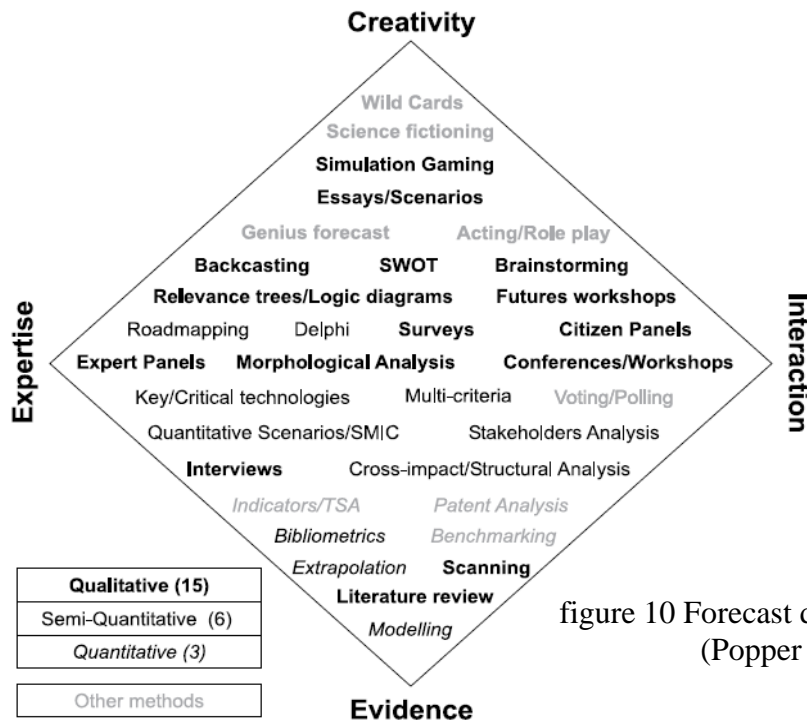 Creativity
Wild Cards
Science fictioning
Simulation Gaming
Essays/Scenarios
Genius forecast Acting/Role play
Backcasting SWOT Brainstorming
Relevance trees/Logic diagrams Futures workshops
Roadmapping Delphi Surveys Citizen Panels
Expert Panels Morphological Analysis Conferences/Workshops
Expertise
Interaction
Key/Critical technologies Multi-criteria Voting/Polling
Quantitative Scenarios/SMIC Stakeholders Analysis
Interviews Cross-impact/Structural Analysis
Indicators/TSA Patent Analysis
Bibliometrics Benchmarking
Extrapolation Scanning
Literature review
Modelling
Qualitative (15)
Semi-Quantitative (6)
Quantitative (3)
Other methods
figure 10 Forecast
(Popper
Evidence